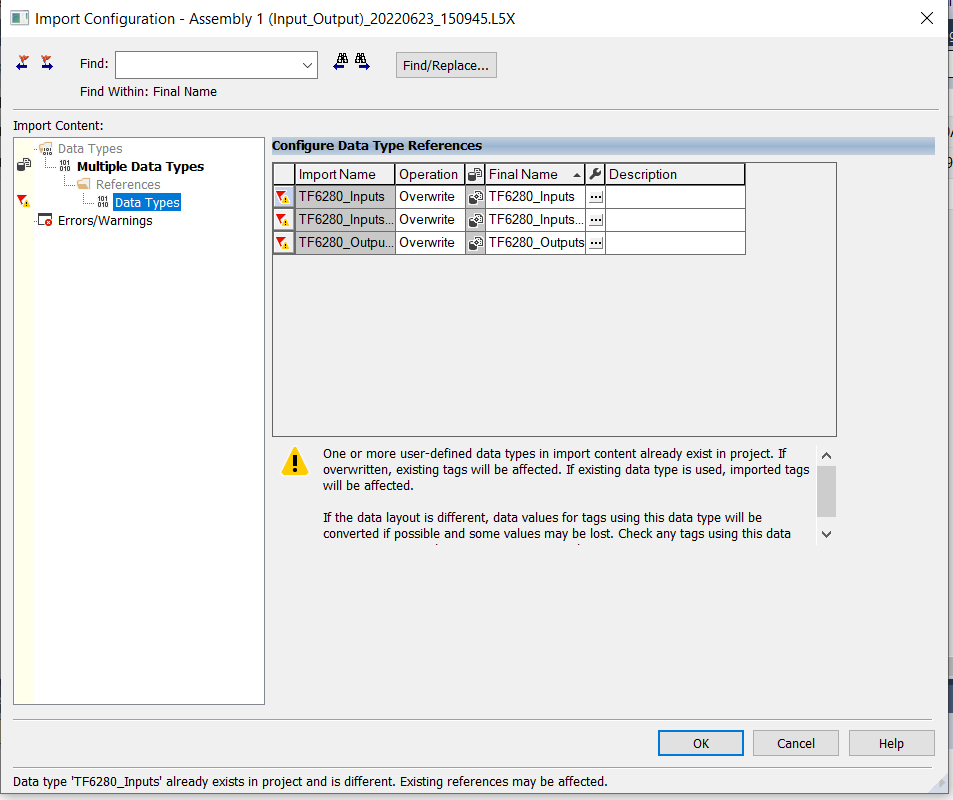 Import Configuration - Assembly 1 (Input_Output)_20220623_150945.L5X
Find:
Find/Replace...
Find Within: Final Name
Import Content:
Data Types
Multiple Data Types
References
Data Types
Errors/Warnings
Configure Data Type References
Import Name Operation Final Name Description
TF6280_Inputs Overwrite TF6280_Inputs ...
TF6280_Inputs... Overwrite TF6280_Inputs... ...
TF6280_Outpu... Overwrite TF6280_Outputs ...
One or more user-defined data types in import content already exist in project. If
overwritten, existing tags will be affected. If existing data type is used, imported tags
will be affected.
If the data layout is different, data values for tags using this data type will be
converted if possible and some values may be lost. Check any tags using this data
OK Cancel Help
Data type 'TF6280_Inputs' already exists in project and is different. Existing references may be affected.